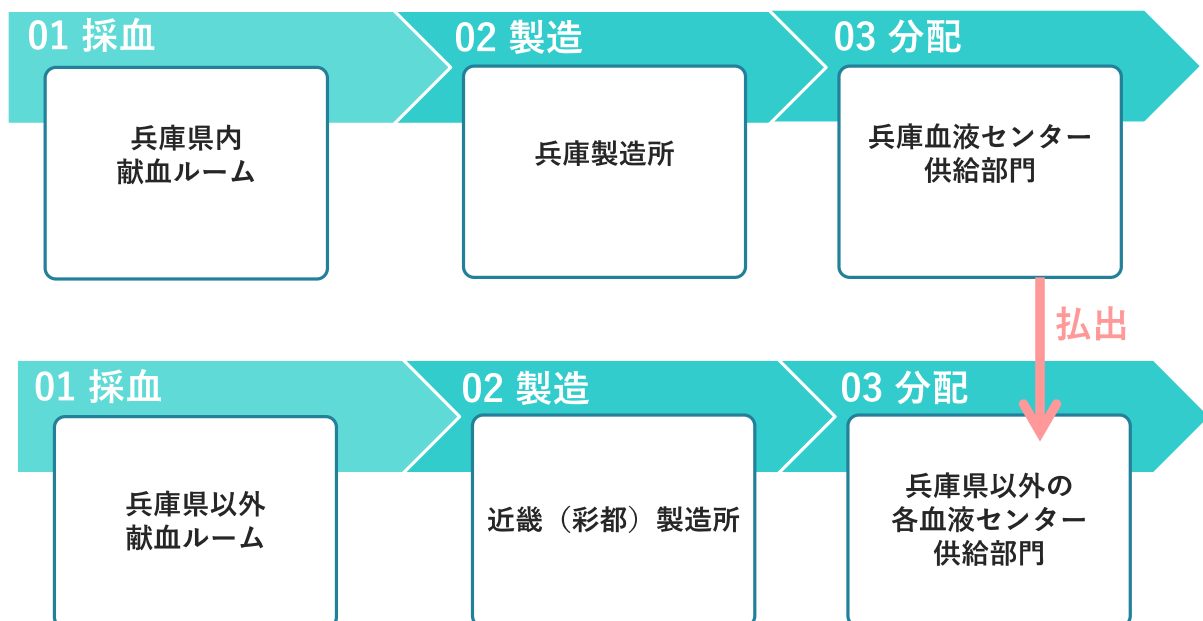 01 採血
兵庫県内
献血ルーム
02 製造
兵庫製造所
03 分配
兵庫血液センター
供給部門
払出
01 採血
兵庫県以外
献血ルーム
02 製造
近畿（彩都）製造所
03 分配
兵庫県以外の
各血液センター
供給部門